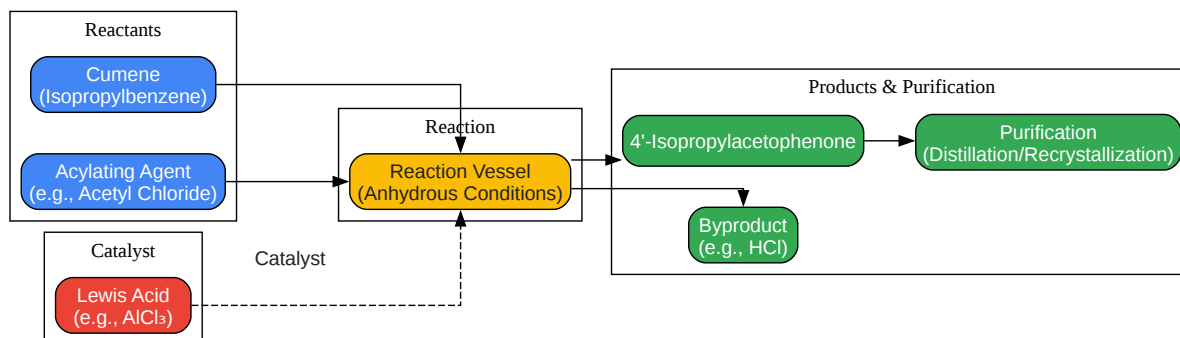 Reactants
Cumene
(Isopropylbenzene)
Acylating Agent
(e.g., Acetyl Chloride)
Catalyst
Lewis Acid
(e.g., AlCl₃)
Catalyst
Reaction
Reaction Vessel
(Anhydrous Conditions)
Products & Purification
4'-Isopropylacetophenone
Purification
(Distillation/Recrystallization)
Byproduct
(e.g., HCl)